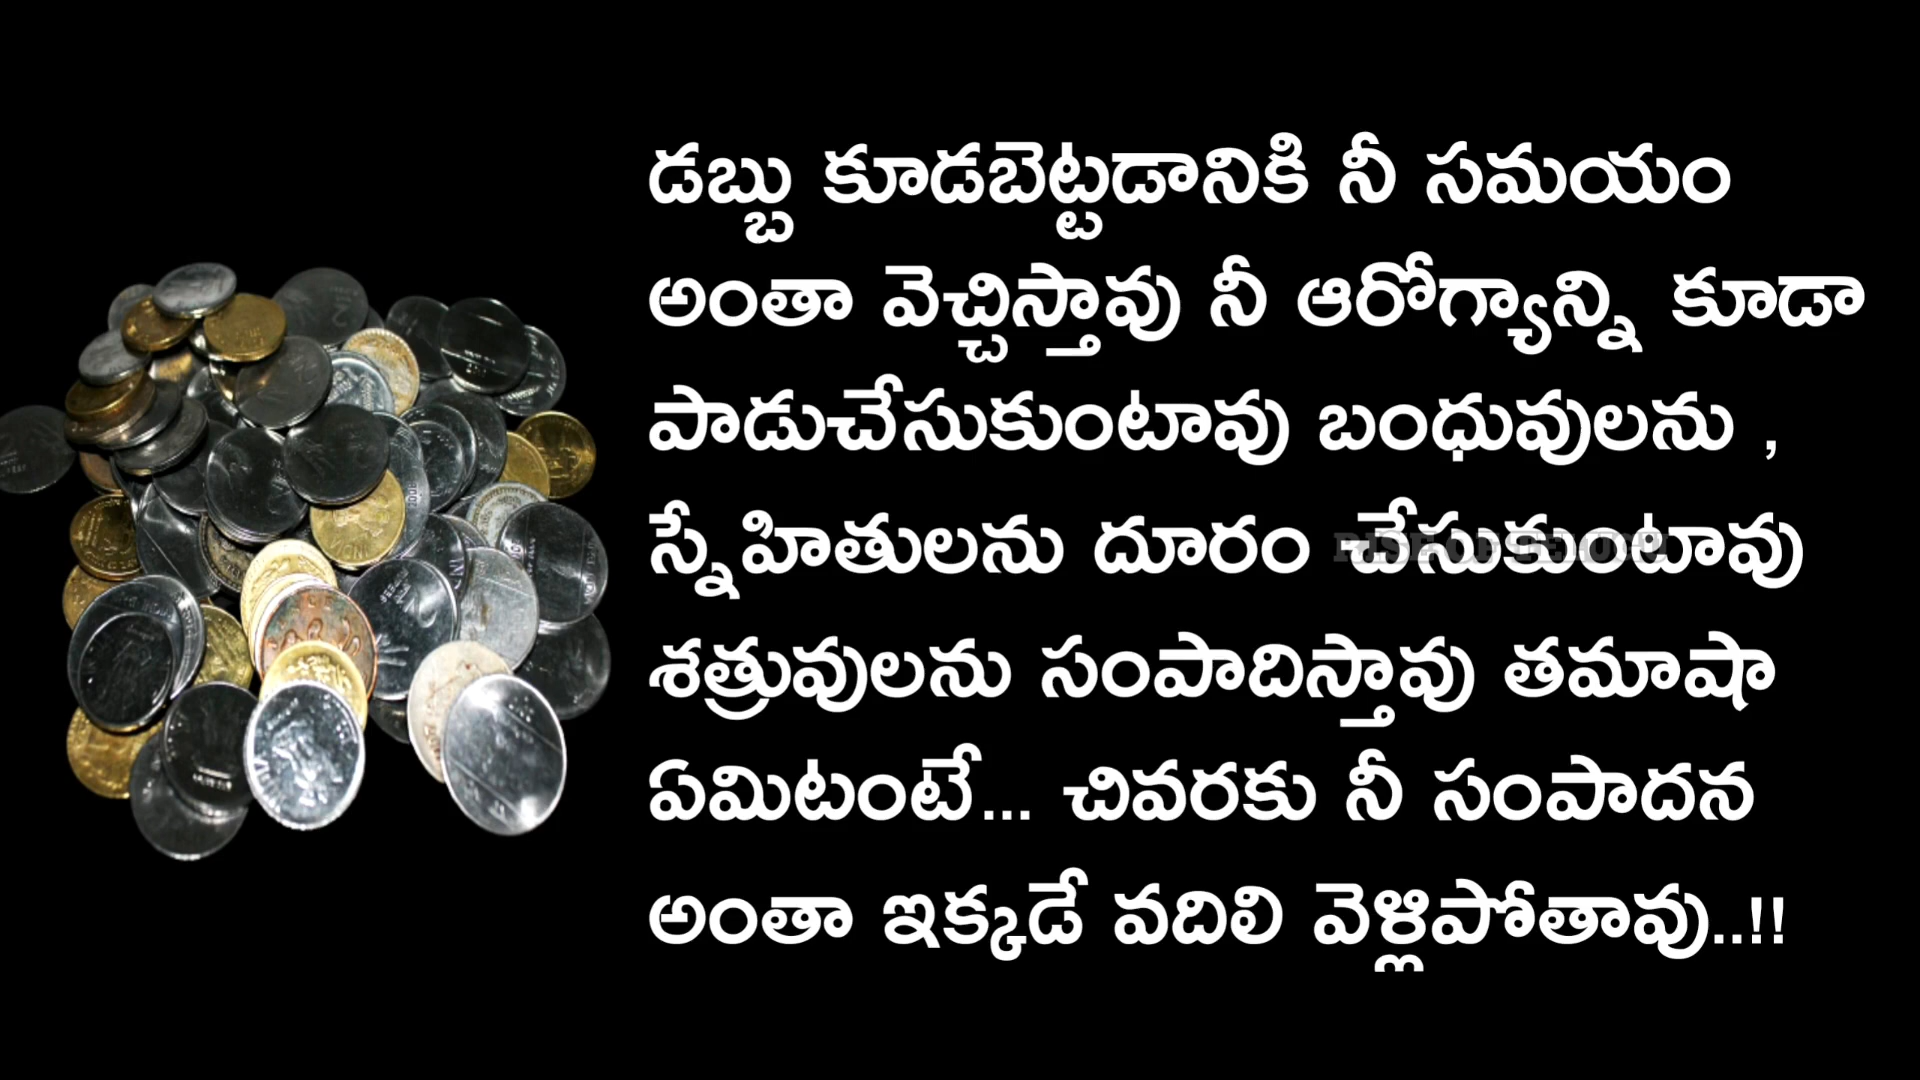 డబ్బు కూడబెట్టడానికి నీ సమయం
అంతా వెచ్చిస్తావు నీ ఆరోగ్యాన్ని కూడా
పాడుచేసుకుంటావు బంధువులను ,
స్నేహితులను దూరం చేసుకుంటావు
శత్రువులను సంపాదిస్తావు తమాషా
ఏమిటంటే... చివరకు నీ సంపాదన
అంతా ఇక్కడే వదిలి వెళ్లిపోతావు..!!